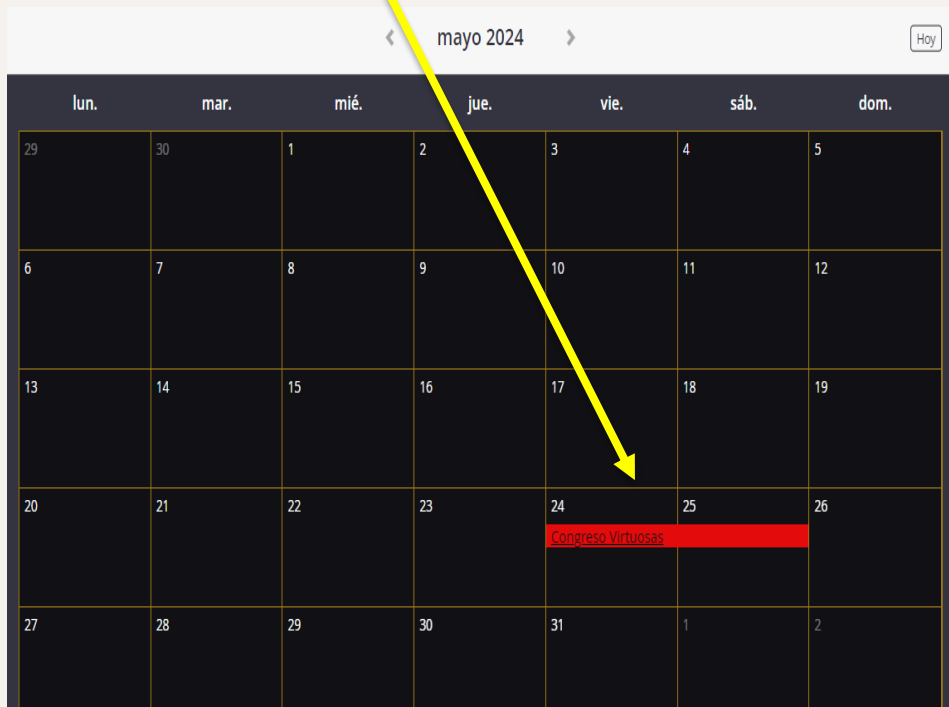 mayo 2024
Hoy
lun. mar. mié. jue. vie. sáb. dom.
29 30 1 2 3 4 5
6 7 8 9 10 11 12
13 14 15 16 17 18 19
20 21 22 23 24 25 26
Congreso Virtuosas
27 28 29 30 31 1 2